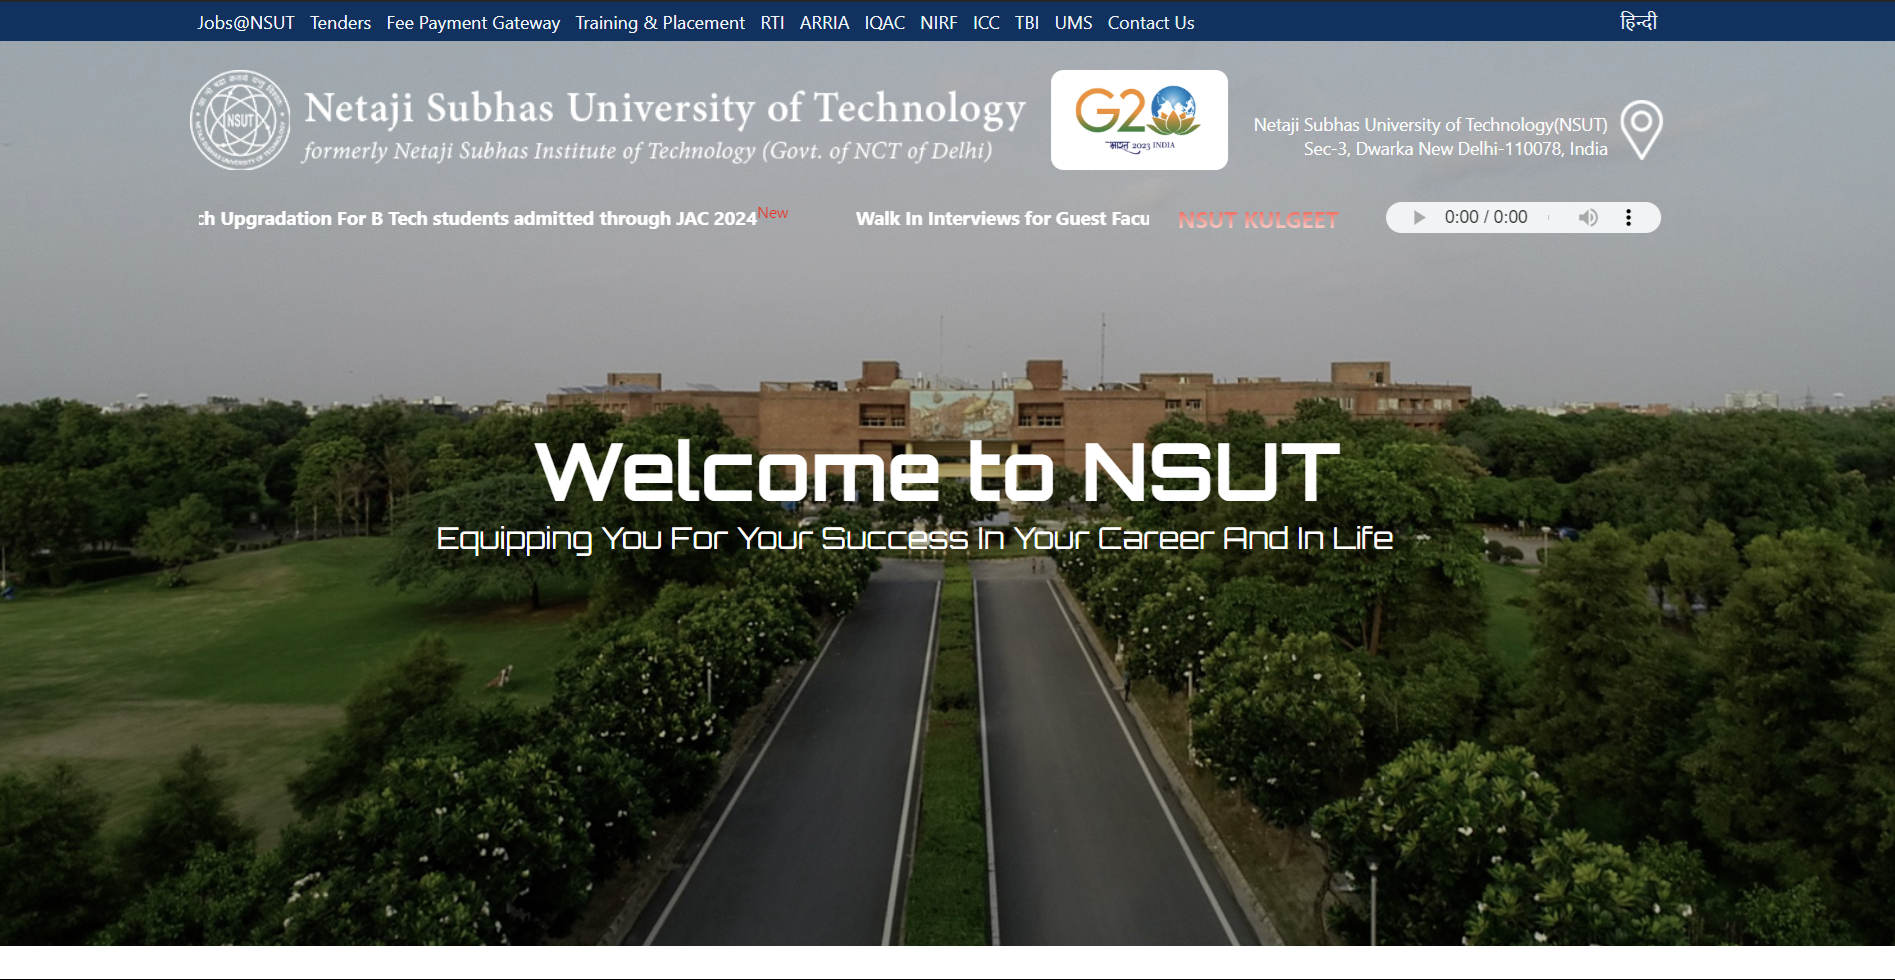 Jobs@NSUT Tenders Fee Payment Gateway Training & Placement RTI ARRIA IQAC NIRF ICC TBI UMS Contact Us हिन्दी
NSUT
Netaji Subhas University of Technology
formerly Netaji Subhas Institute of Technology (Govt. of NCT of Delhi)
G20
भारत 2023 INDIA
Netaji Subhas University of Technology(NSUT)
Sec-3, Dwarka New Delhi-110078, India
ch Upgradation For B Tech students admitted through JAC 2024 New Walk In Interviews for Guest Facu NSUT KULGEET 0:00 / 0:00
Welcome to NSUT
Equipping You For Your Success In Your Career And In Life